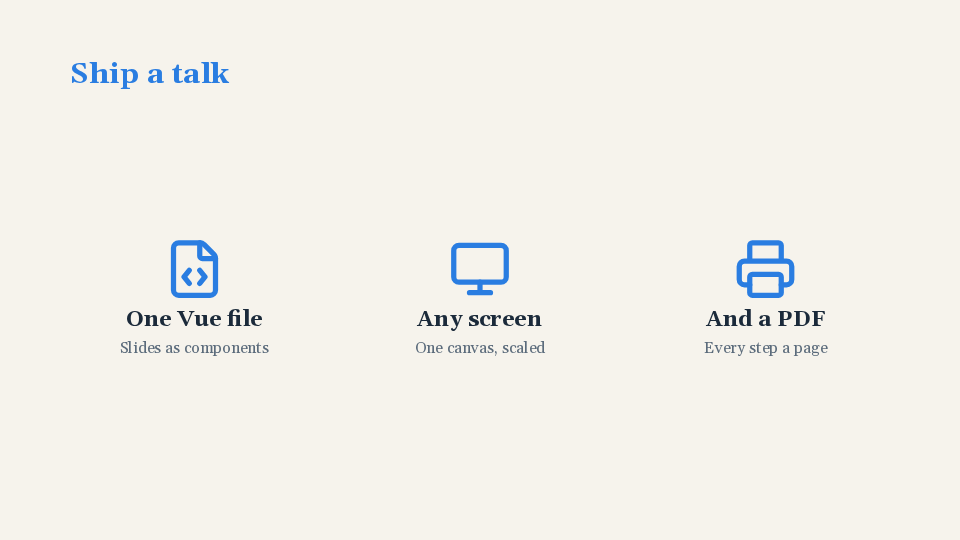 Ship a talk
One Vue file
Slides as components
Any screen
One canvas, scaled
And a PDF
Every step a page